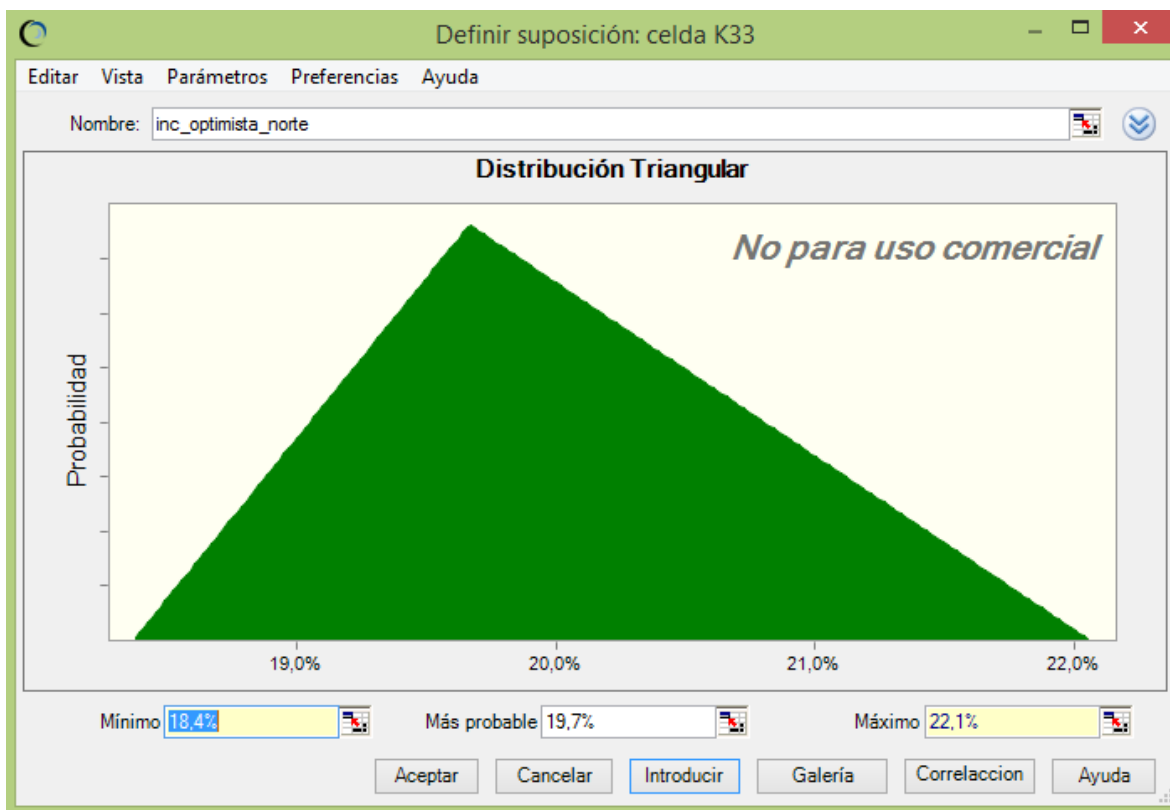 Definir suposición: celda K33
Editar Vista Parámetros Preferencias Ayuda
Nombre: inc_optimista_norte
Distribución Triangular
No para uso comercial
Probabilidad
19,0% 20,0% 21,0% 22,0%
Mínimo 18,4% Más probable 19,7% Máximo 22,1%
Aceptar Cancelar Introducir Galería Correlaccion Ayuda